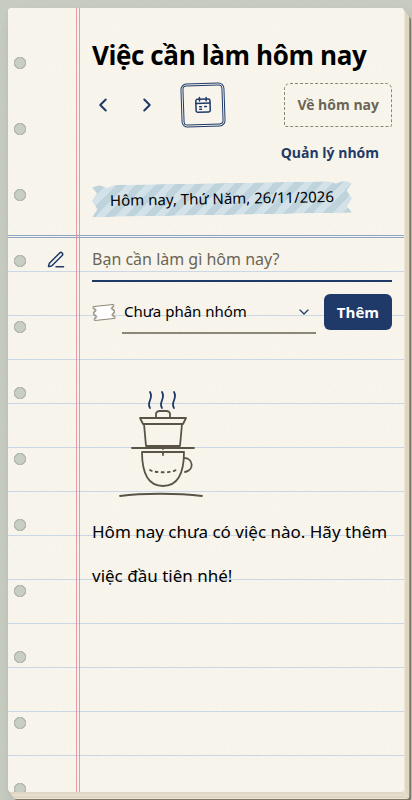 Việc cần làm hôm nay
Về hôm nay
Quản lý nhóm
Hôm nay, Thứ Năm, 26/11/2026
Bạn cần làm gì hôm nay?
Chưa phân nhóm
Thêm
Hôm nay chưa có việc nào. Hãy thêm
việc đầu tiên nhé!